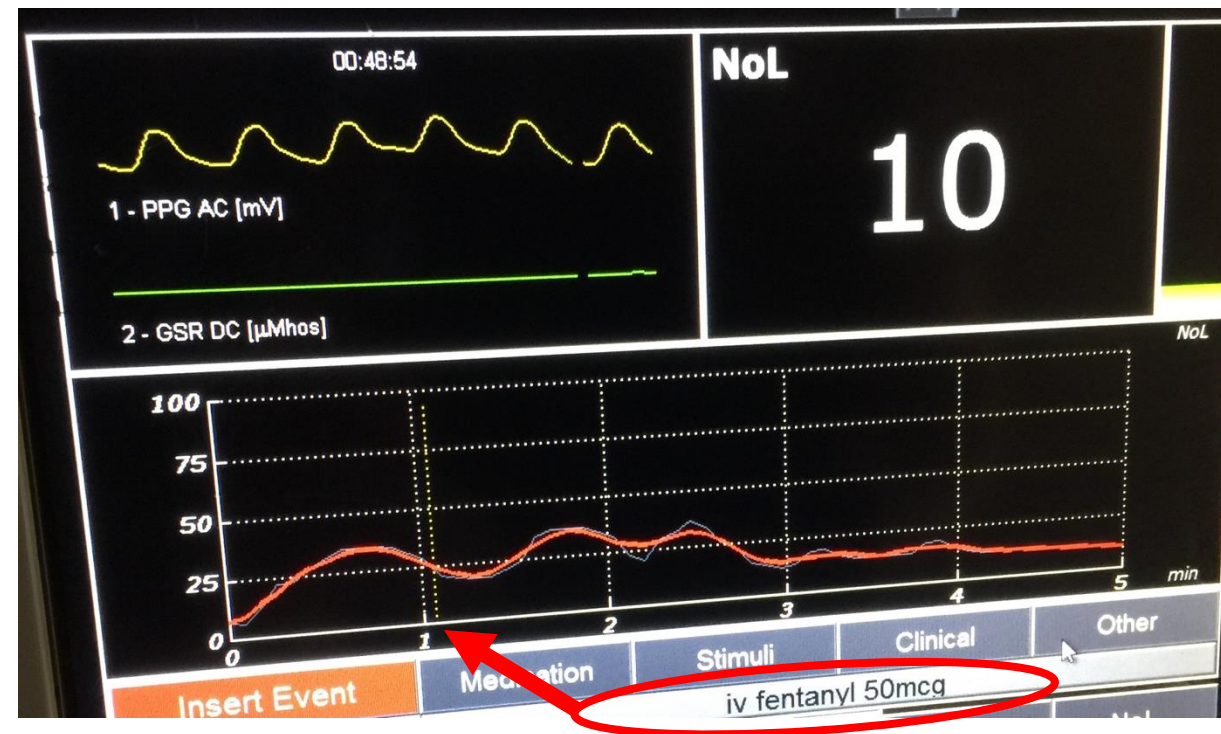 00:48:54
NoL
10
1 - PPG AC [mV]
2 - GSR DC [µMhos]
NoL
100
75
50
25
0
0 1 2 3 4 5 min
Insert Event Medication Stimuli Clinical Other
iv fentanyl 50mcg
NoL